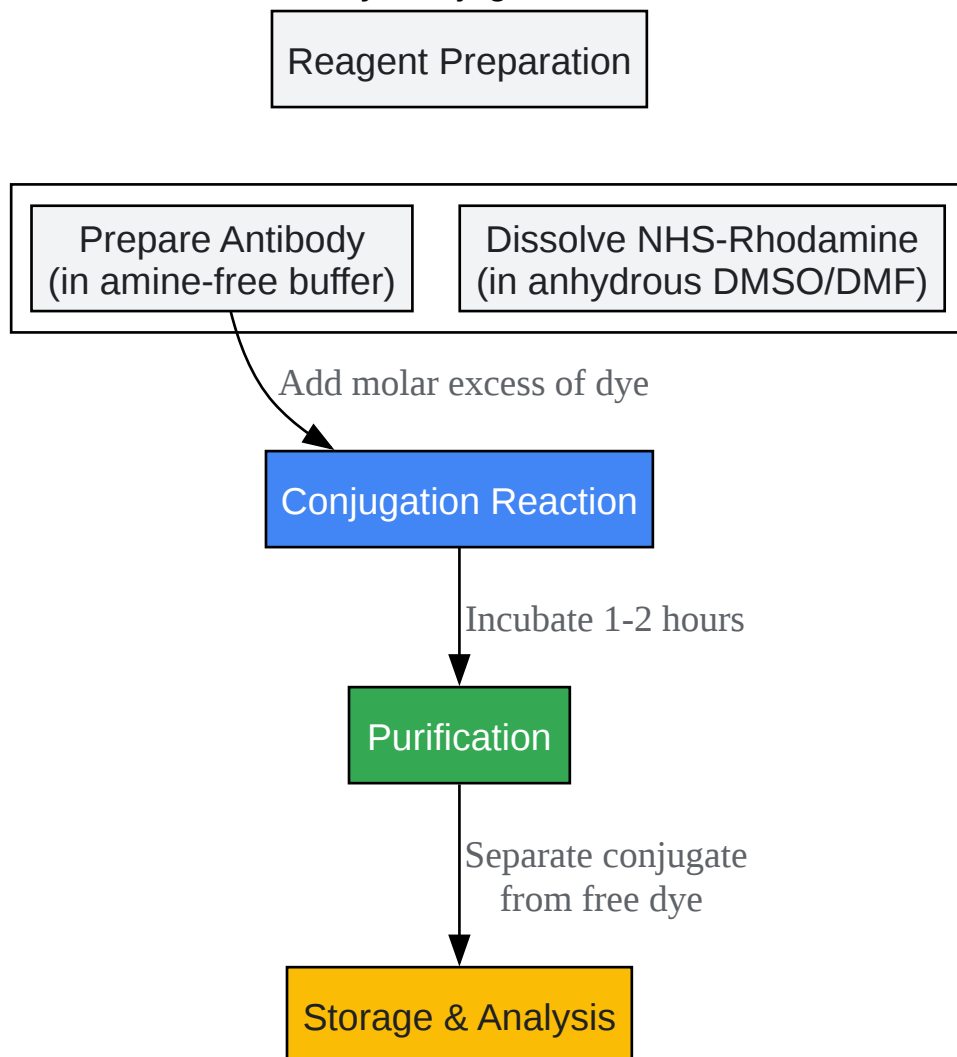 Reagent Preparation
Prepare Antibody
(in amine-free buffer)
Dissolve NHS-Rhodamine
(in anhydrous DMSO/DMF)
Add molar excess of dye
Conjugation Reaction
Incubate 1-2 hours
Purification
Separate conjugate
from free dye
Storage & Analysis